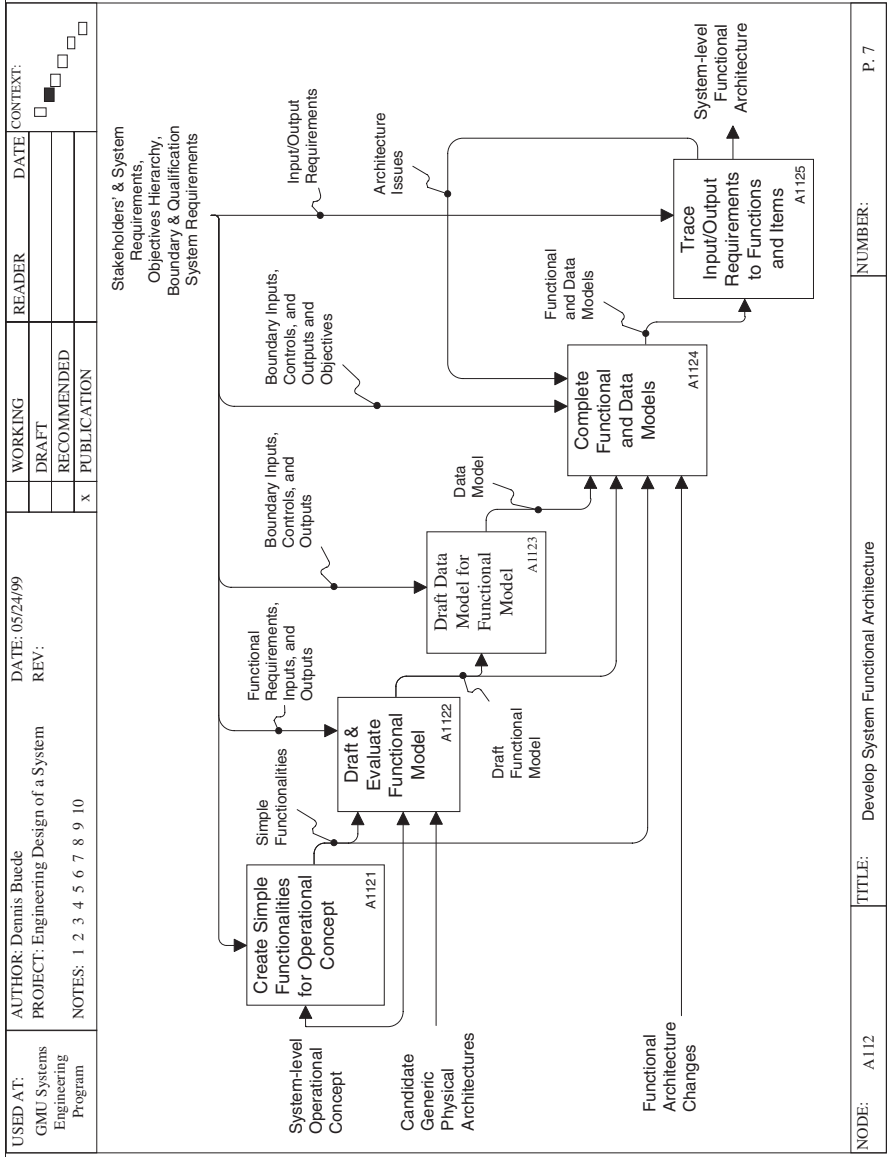 USED AT:
GMU Systems
Engineering
Program
AUTHOR: Dennis Buede
PROJECT: Engineering Design of a System
NOTES: 1 2 3 4 5 6 7 8 9 10
DATE: 05/24/99
REV:
WORKING
DRAFT
RECOMMENDED
x PUBLICATION
READER
DATE
CONTEXT:
Stakeholders' & System
Requirements,
Objectives Hierarchy,
Boundary & Qualification
System Requirements
System-level
Operational
Concept
Candidate
Generic
Physical
Architectures
Functional
Architecture
Changes
Create Simple
Functionalities
for Operational
Concept
A1121
Simple
Functionalities
Functional
Requirements,
Inputs, and
Outputs
Draft &
Evaluate
Functional
Model
A1122
Draft
Functional
Model
Boundary Inputs,
Controls, and
Outputs
Draft Data
Model for
Functional
Model
A1123
Data
Model
Boundary Inputs,
Controls, and
Outputs and
Objectives
Complete
Functional
and Data
Models
A1124
Functional
and Data
Models
Input/Output
Requirements
Architecture
Issues
Trace
Input/Output
Requirements
to Functions
and Items
A1125
System-level
Functional
Architecture
NODE: A112
TITLE: Develop System Functional Architecture
NUMBER: P. 7